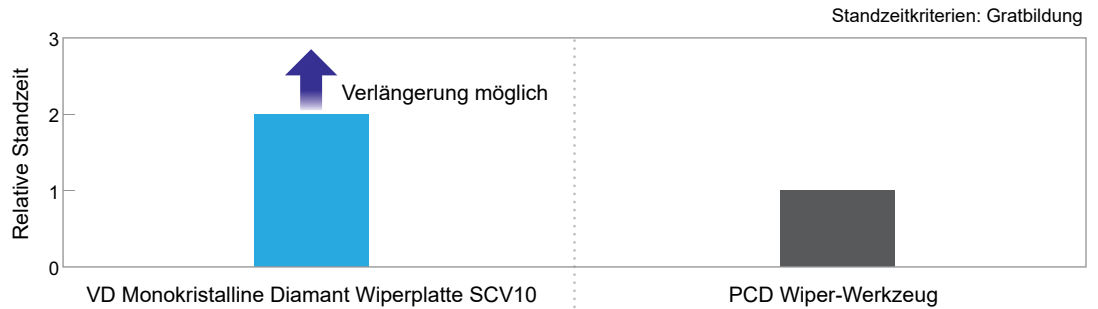 Standzeitkriterien: Gratbildung
Relative Standzeit
3
2
1
0
Verlängerung möglich
VD Monokristalline Diamant Wiperplatte SCV10
PCD Wiper-Werkzeug